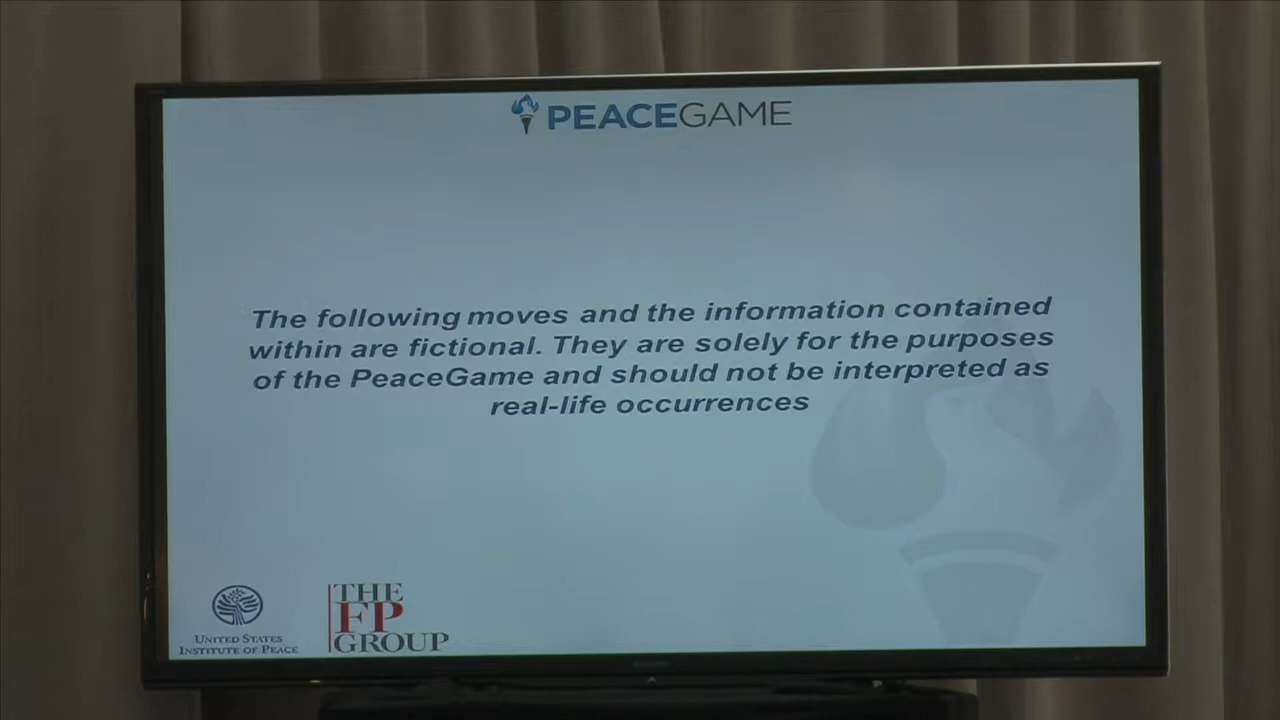 PEACEGAME
The following moves and the information contained
within are fictional. They are solely for the purposes
of the PeaceGame and should not be interpreted as
real-life occurrences
UNITED STATES
INSTITUTE OF PEACE
THE
FP
GROUP